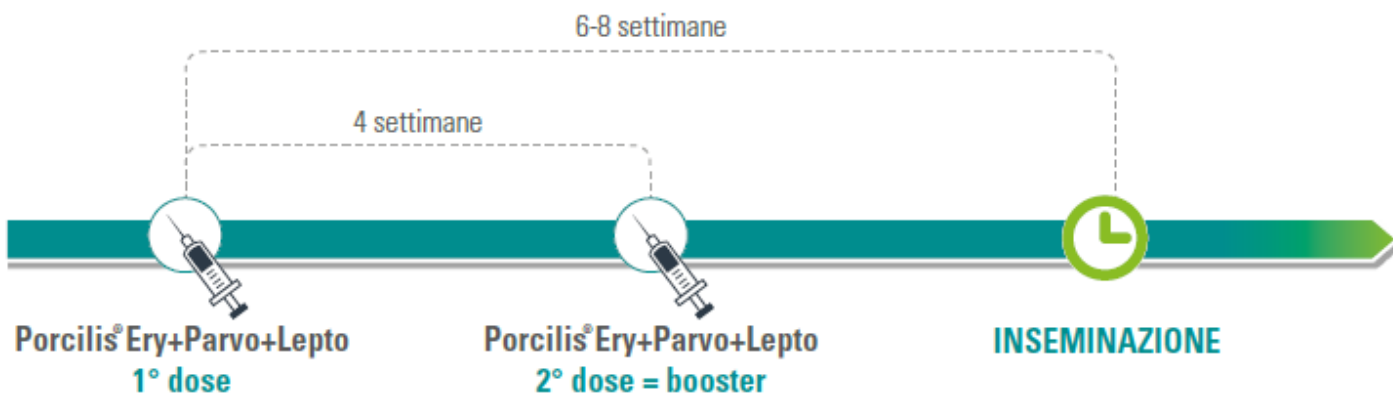 6-8 settimane
4 settimane
Porcilis® Ery+Parvo+Lepto
1° dose
Porcilis® Ery+Parvo+Lepto
2° dose = booster
INSEMINAZIONE